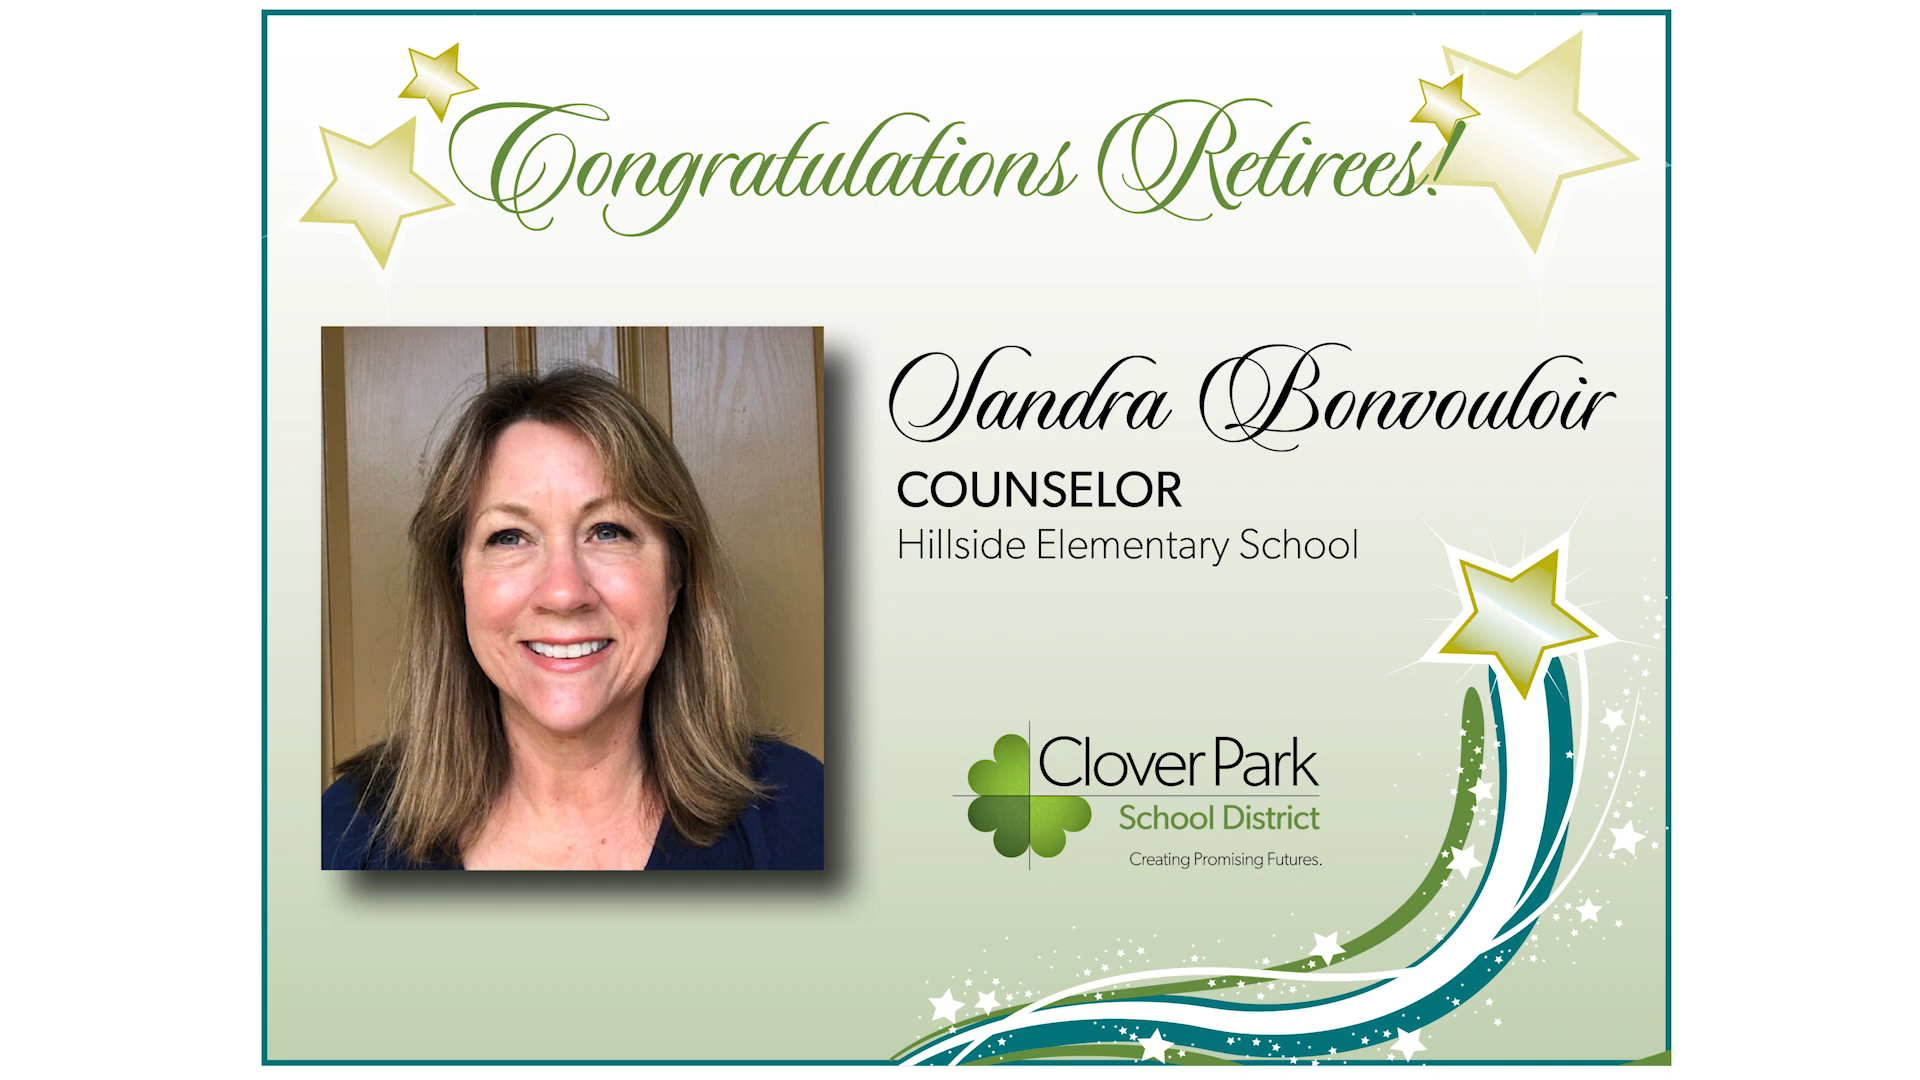 Congratulations Retirees!
Sandra Bonvouloir
COUNSELOR
Hillside Elementary School
Clover Park
School District
Creating Promising Futures.